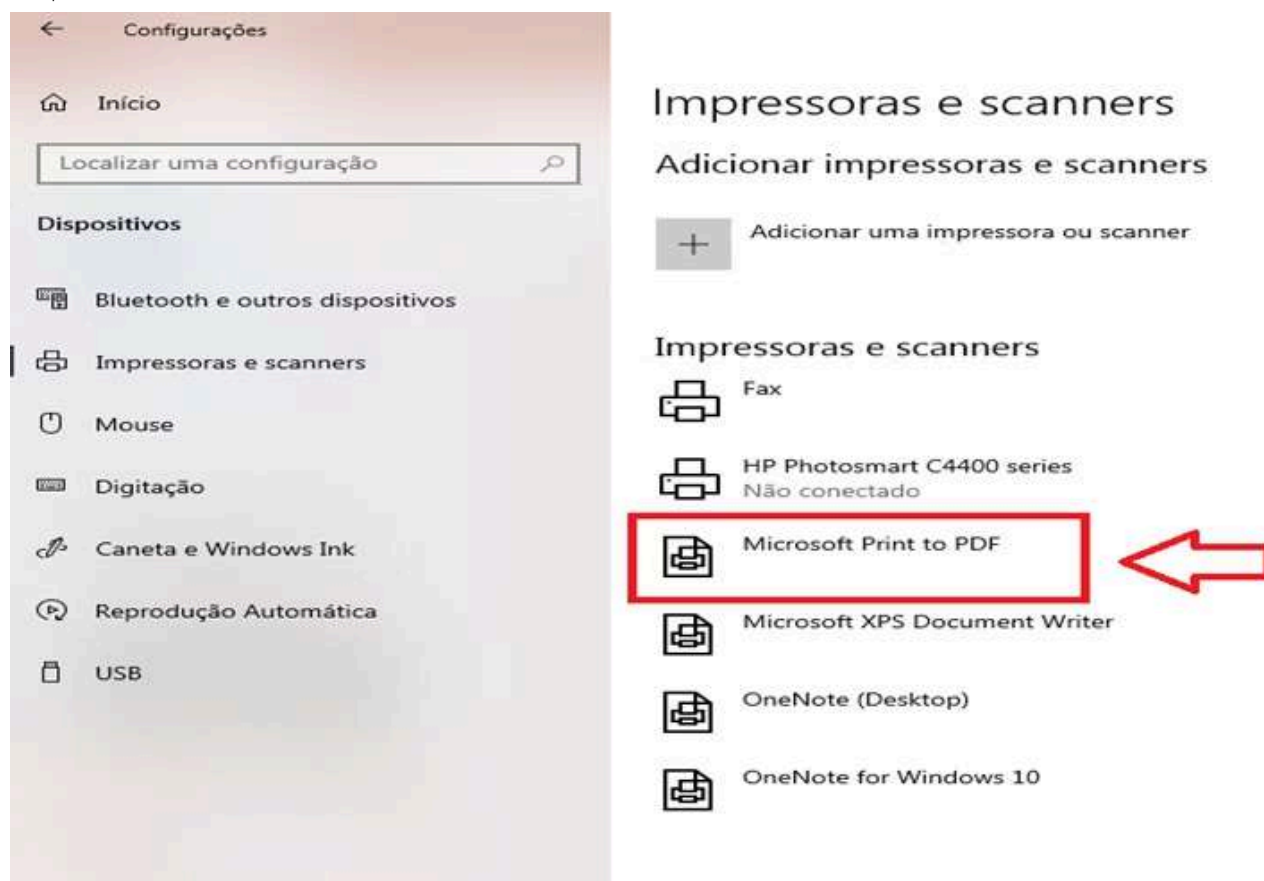 Configurações
Início
Localizar uma configuração
Dispositivos
Bluetooth e outros dispositivos
Impressoras e scanners
Mouse
Digitação
Caneta e Windows Ink
Reprodução Automática
USB
Impressoras e scanners
Adicionar impressoras e scanners
Adicionar uma impressora ou scanner
Impressoras e scanners
Fax
HP Photosmart C4400 series
Não conectado
Microsoft Print to PDF
Microsoft XPS Document Writer
OneNote (Desktop)
OneNote for Windows 10